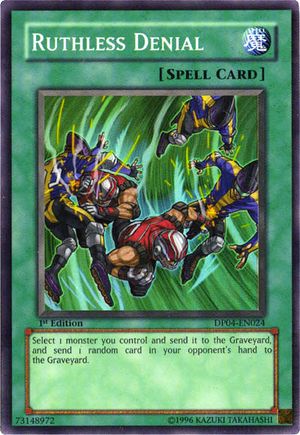 RUTHLESS DENIAL
魔
[SPELL CARD]
1st Edition
DP04-EN024
Select 1 monster you control and send it to the Graveyard,
and send 1 random card in your opponent's hand to
the Graveyard.
73148972
©1996 KAZUKI TAKAHASHI